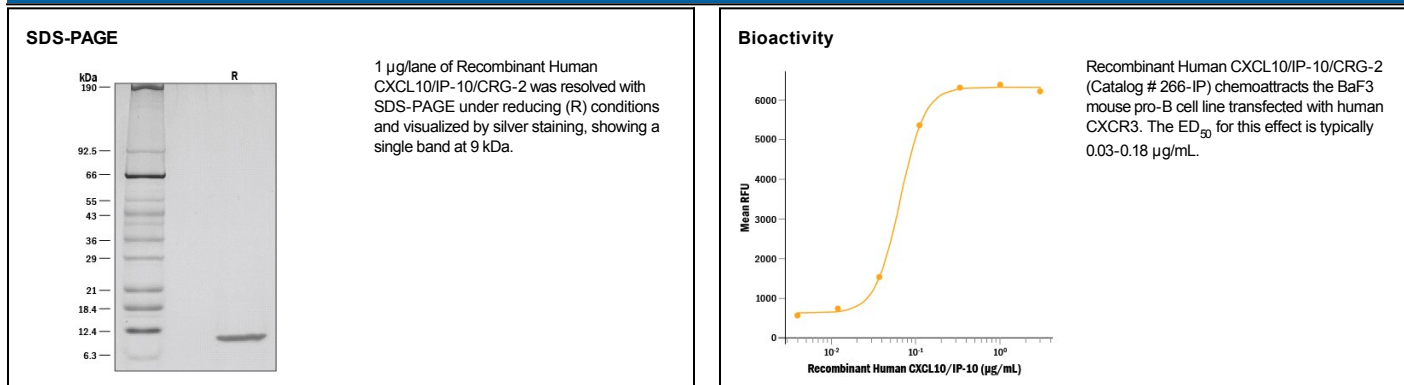 SDS-PAGE
kDa
R
190
92.5
66
55
43
36
29
21
18.4
12.4
6.3
1 µg/lane of Recombinant Human
CXCL10/IP-10/CRG-2 was resolved with
SDS-PAGE under reducing (R) conditions
and visualized by silver staining, showing a
single band at 9 kDa.
Bioactivity
Mean RFU
6000
5000
4000
3000
2000
1000
0
10⁻² 10⁻¹ 10⁰
Recombinant Human CXCL10/IP-10 (µg/mL)
Recombinant Human CXCL10/IP-10/CRG-2
(Catalog # 266-IP) chemoattracts the BaF3
mouse pro-B cell line transfected with human
CXCR3. The ED₅₀ for this effect is typically
0.03-0.18 µg/mL.